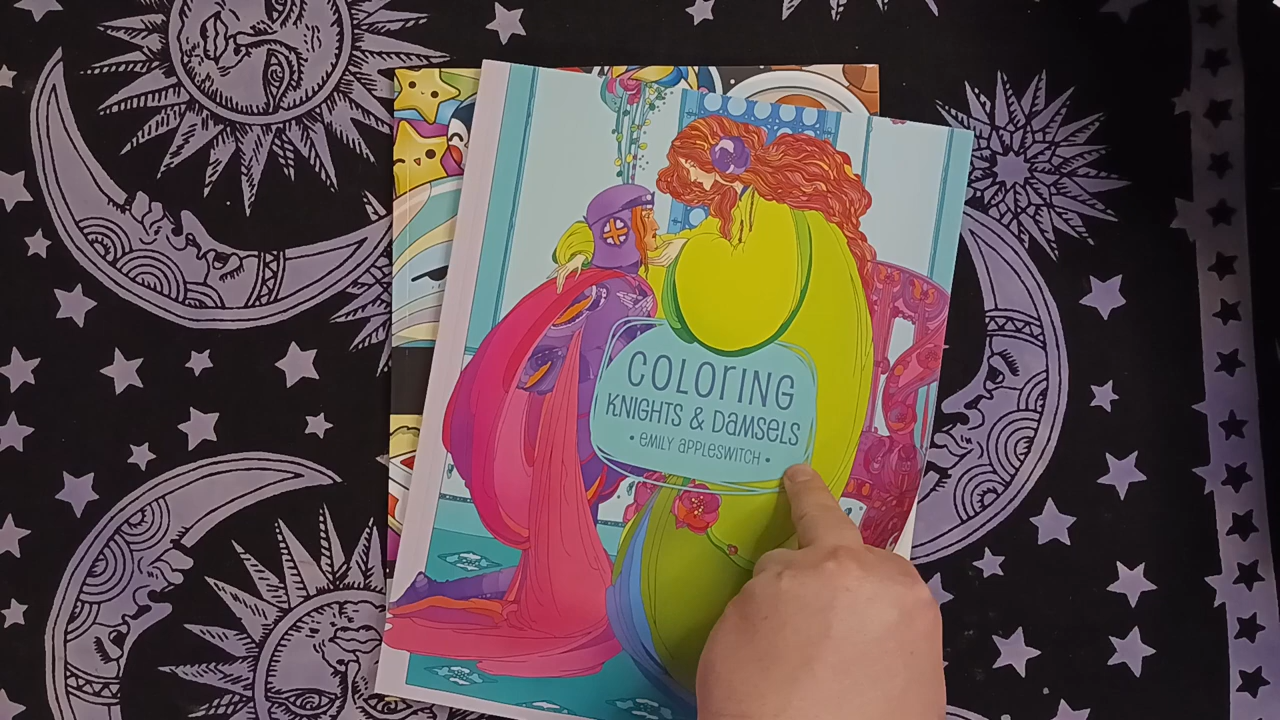 COLORING
KNIGHTS & DAMSELS
• EMILY APPLESWITCH •